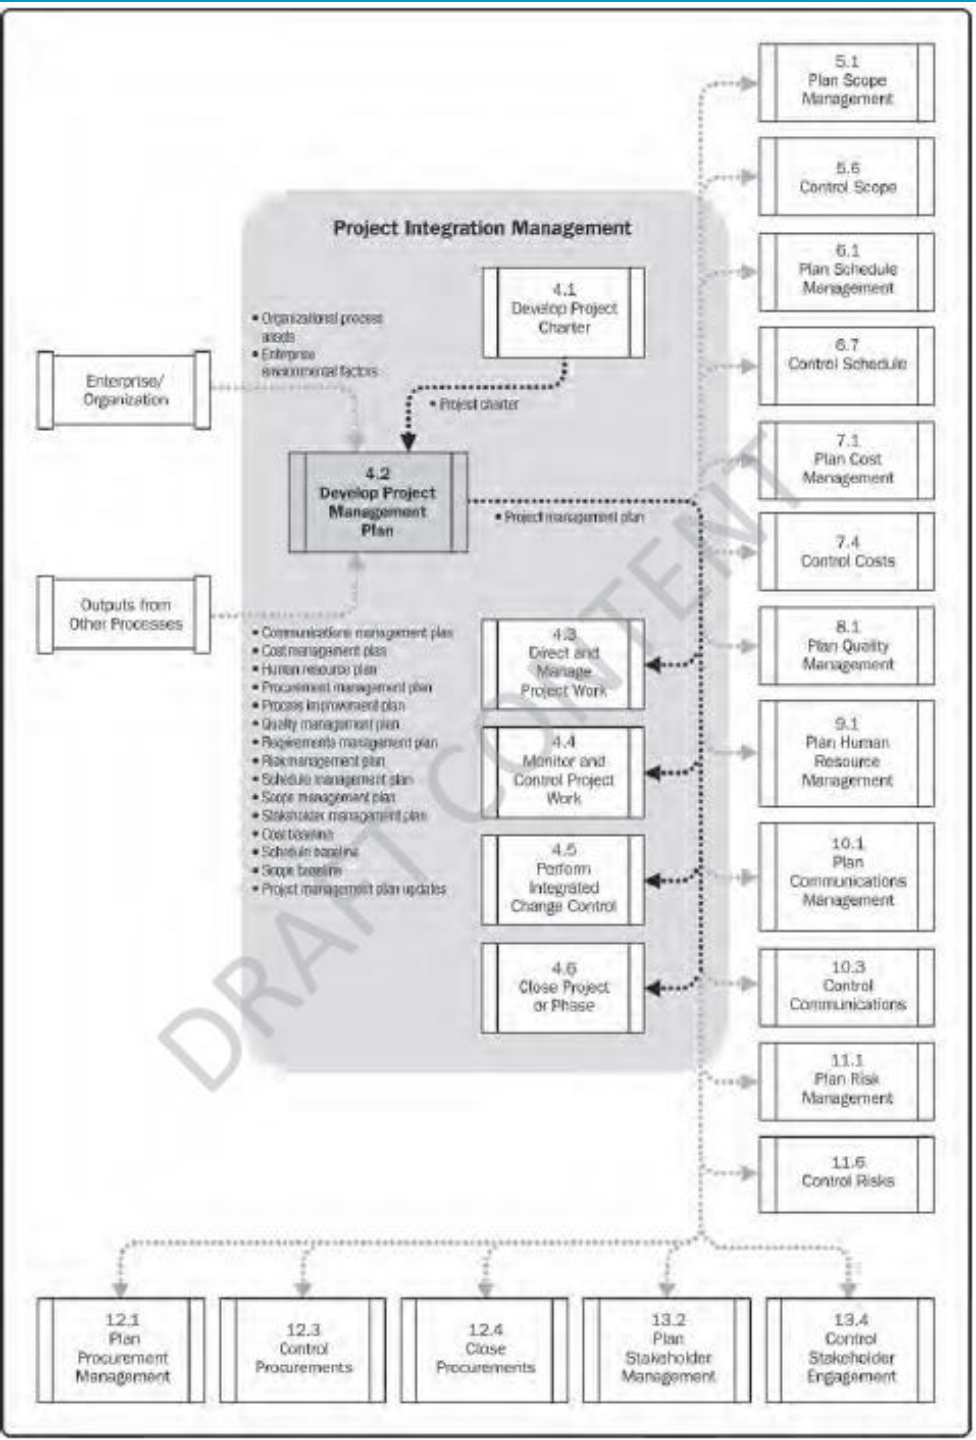 5.1
Plan Scope
Management
5.6
Control Scope
Project Integration Management
6.1
Plan Schedule
Management
4.1
Develop Project
Charter
• Organizational process
assets
• Enterprise
environmental factors
6.7
Control Schedule
Enterprise/
Organization
• Project charter
7.1
Plan Cost
Management
4.2
Develop Project
Management
Plan
• Project management plan
7.4
Control Costs
Outputs from
Other Processes
8.1
Plan Quality
Management
• Communications management plan
• Cost management plan
• Human resource plan
• Procurement management plan
• Process improvement plan
• Quality management plan
• Requirements management plan
• Risk management plan
• Schedule management plan
• Scope management plan
• Stakeholder management plan
• Cost baseline
• Schedule baseline
• Scope baseline
• Project management plan updates
4.3
Direct and
Manage
Project Work
9.1
Plan Human
Resource
Management
4.4
Monitor and
Control Project
Work
4.5
Perform
Integrated
Change Control
10.1
Plan
Communications
Management
4.6
Close Project
or Phase
10.3
Control
Communications
11.1
Plan Risk
Management
11.6
Control Risks
DRAFT CONTENT
12.1
Plan
Procurement
Management
12.3
Control
Procurements
12.4
Close
Procurements
13.2
Plan
Stakeholder
Management
13.4
Control
Stakeholder
Engagement